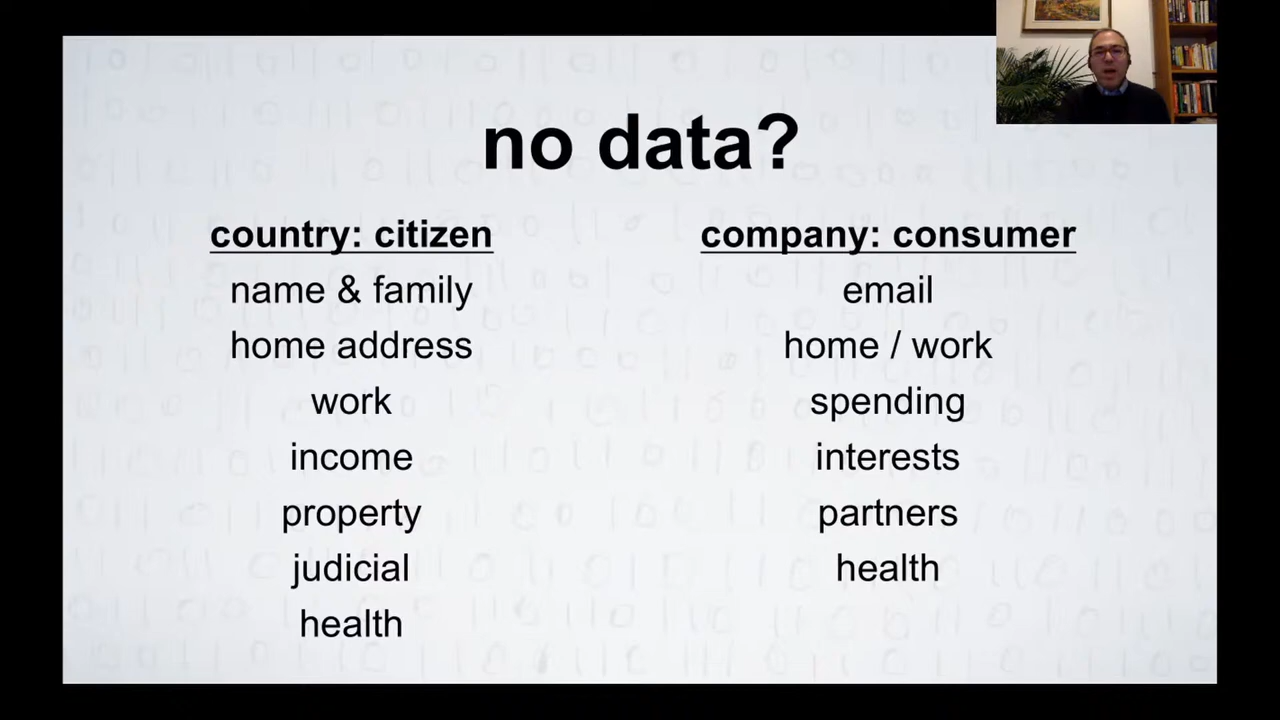 no data?
country: citizen
name & family
home address
work
income
property
judicial
health
company: consumer
email
home / work
spending
interests
partners
health